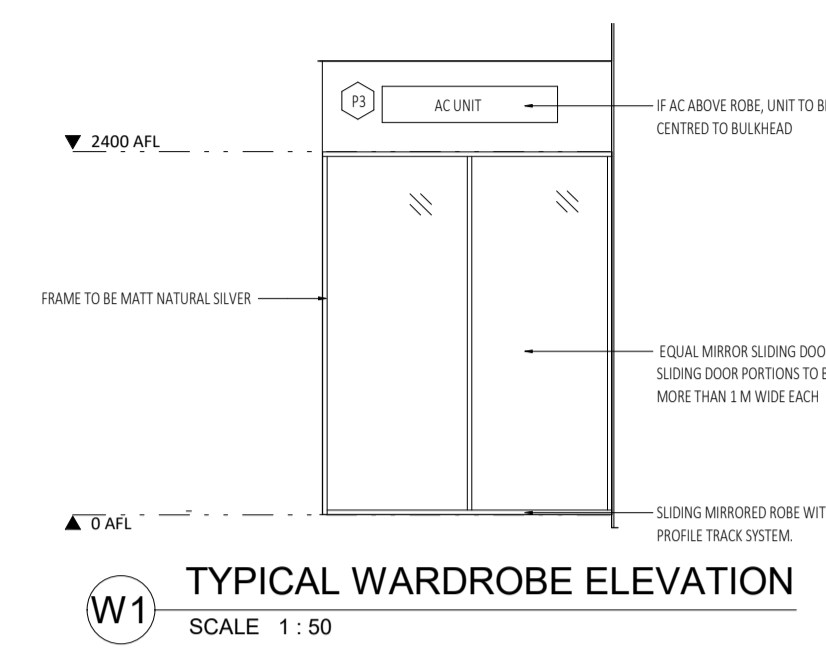 P3
AC UNIT
IF AC ABOVE ROBE, UNIT TO
CENTRED TO BULKHEAD
2400 AFL
FRAME TO BE MATT NATURAL SILVER
EQUAL MIRROR SLIDING
SLIDING DOOR PORTIONS TO
MORE THAN 1 M WIDE EACH
SLIDING MIRRORED ROBE
PROFILE TRACK SYSTEM.
0 AFL
W1
TYPICAL WARDROBE ELEVATION
SCALE 1 : 50